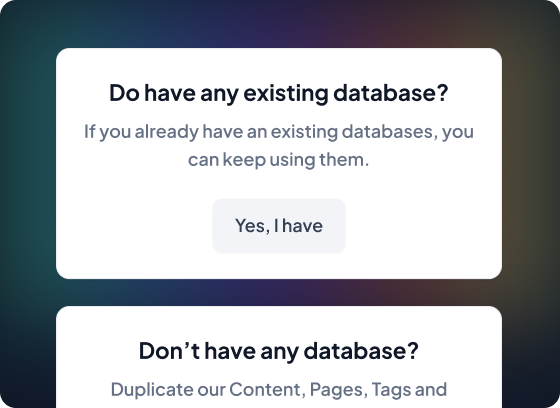 Do have any existing database?
If you already have an existing databases, you
can keep using them.
Yes, I have
Don’t have any database?
Duplicate our Content, Pages, Tags and